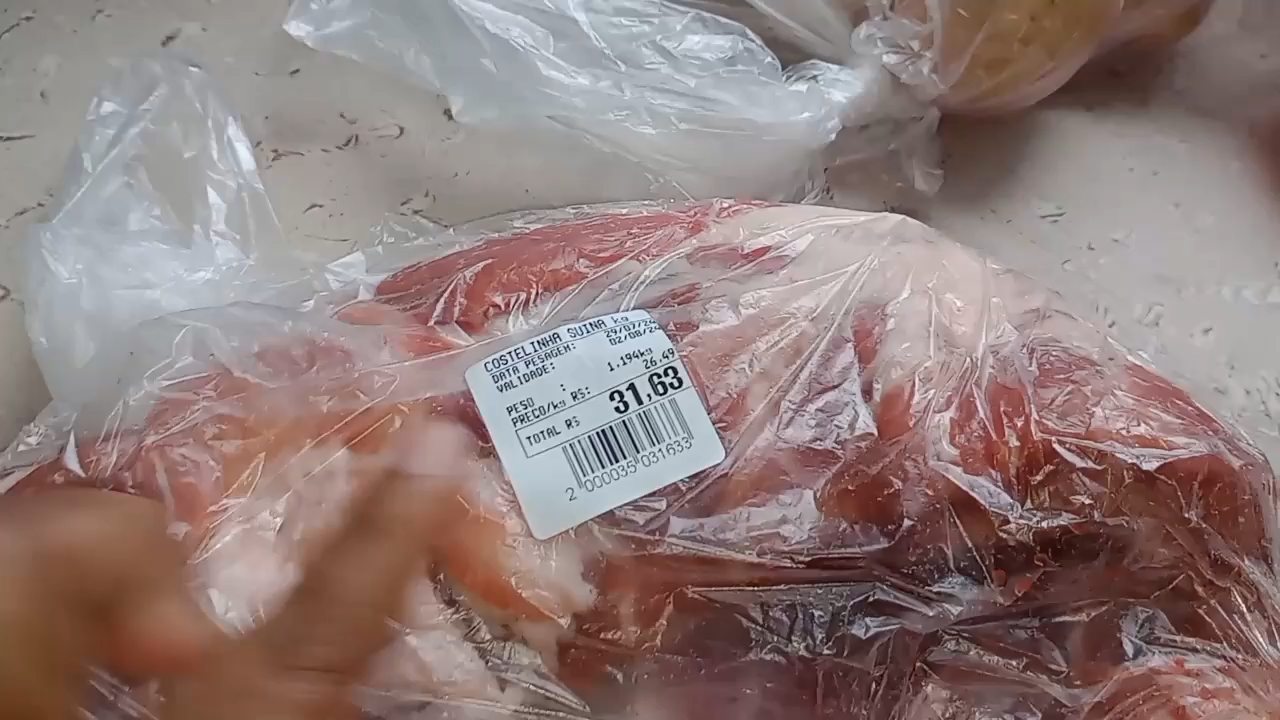 COSTELINHA SUINA kg
DATA PESAGEM: 29/07/24
VALIDADE: 02/08/24
PESO : 1.194kg
PRECO/kg R$: 26.49
TOTAL R$ 31,63
2 000035 031633